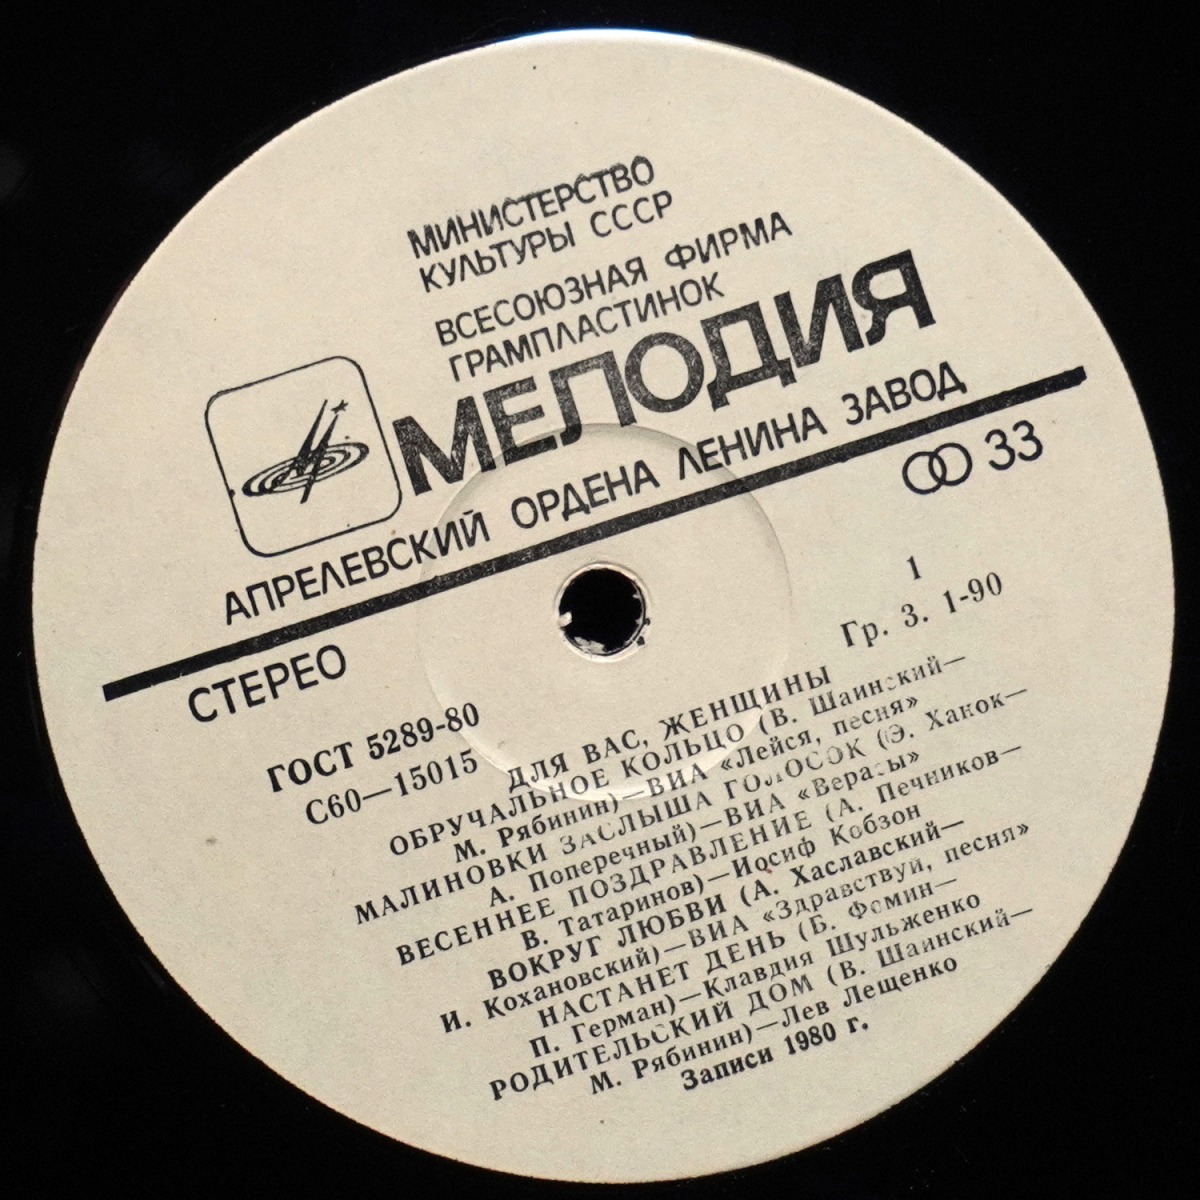 МИНИСТЕРСТВО
КУЛЬТУРЫ СССР
ВСЕСОЮЗНАЯ ФИРМА
ГРАМПЛАСТИНОК
МЕЛОДИЯ
АПРЕЛЕВСКИЙ ОРДЕНА ЛЕНИНА ЗАВОД
33
СТЕРЕО
1
ГОСТ 5289-80
Гр. 3. 1-90
С60—15015
ДЛЯ ВАС, ЖЕНЩИНЫ
ОБРУЧАЛЬНОЕ КОЛЬЦО (В. Шаинский—
М. Рябинин)—ВИА «Лейся, песня»
МАЛИНОВКИ ЗАСЛЫША ГОЛОСОК (Э. Ханок—
А. Поперечный)—ВИА «Верасы»
ВЕСЕННЕЕ ПОЗДРАВЛЕНИЕ (А. Печников—
В. Татаринов)—Иосиф Кобзон
ВОКРУГ ЛЮБВИ (А. Хаславский—
И. Кохановский)—ВИА «Здравствуй, песня»
НАСТАНЕТ ДЕНЬ (Б. Фомин—
П. Герман)—Клавдия Шульженко
РОДИТЕЛЬСКИЙ ДОМ (В. Шаинский—
М. Рябинин)—Лев Лещенко
Записи 1980 г.